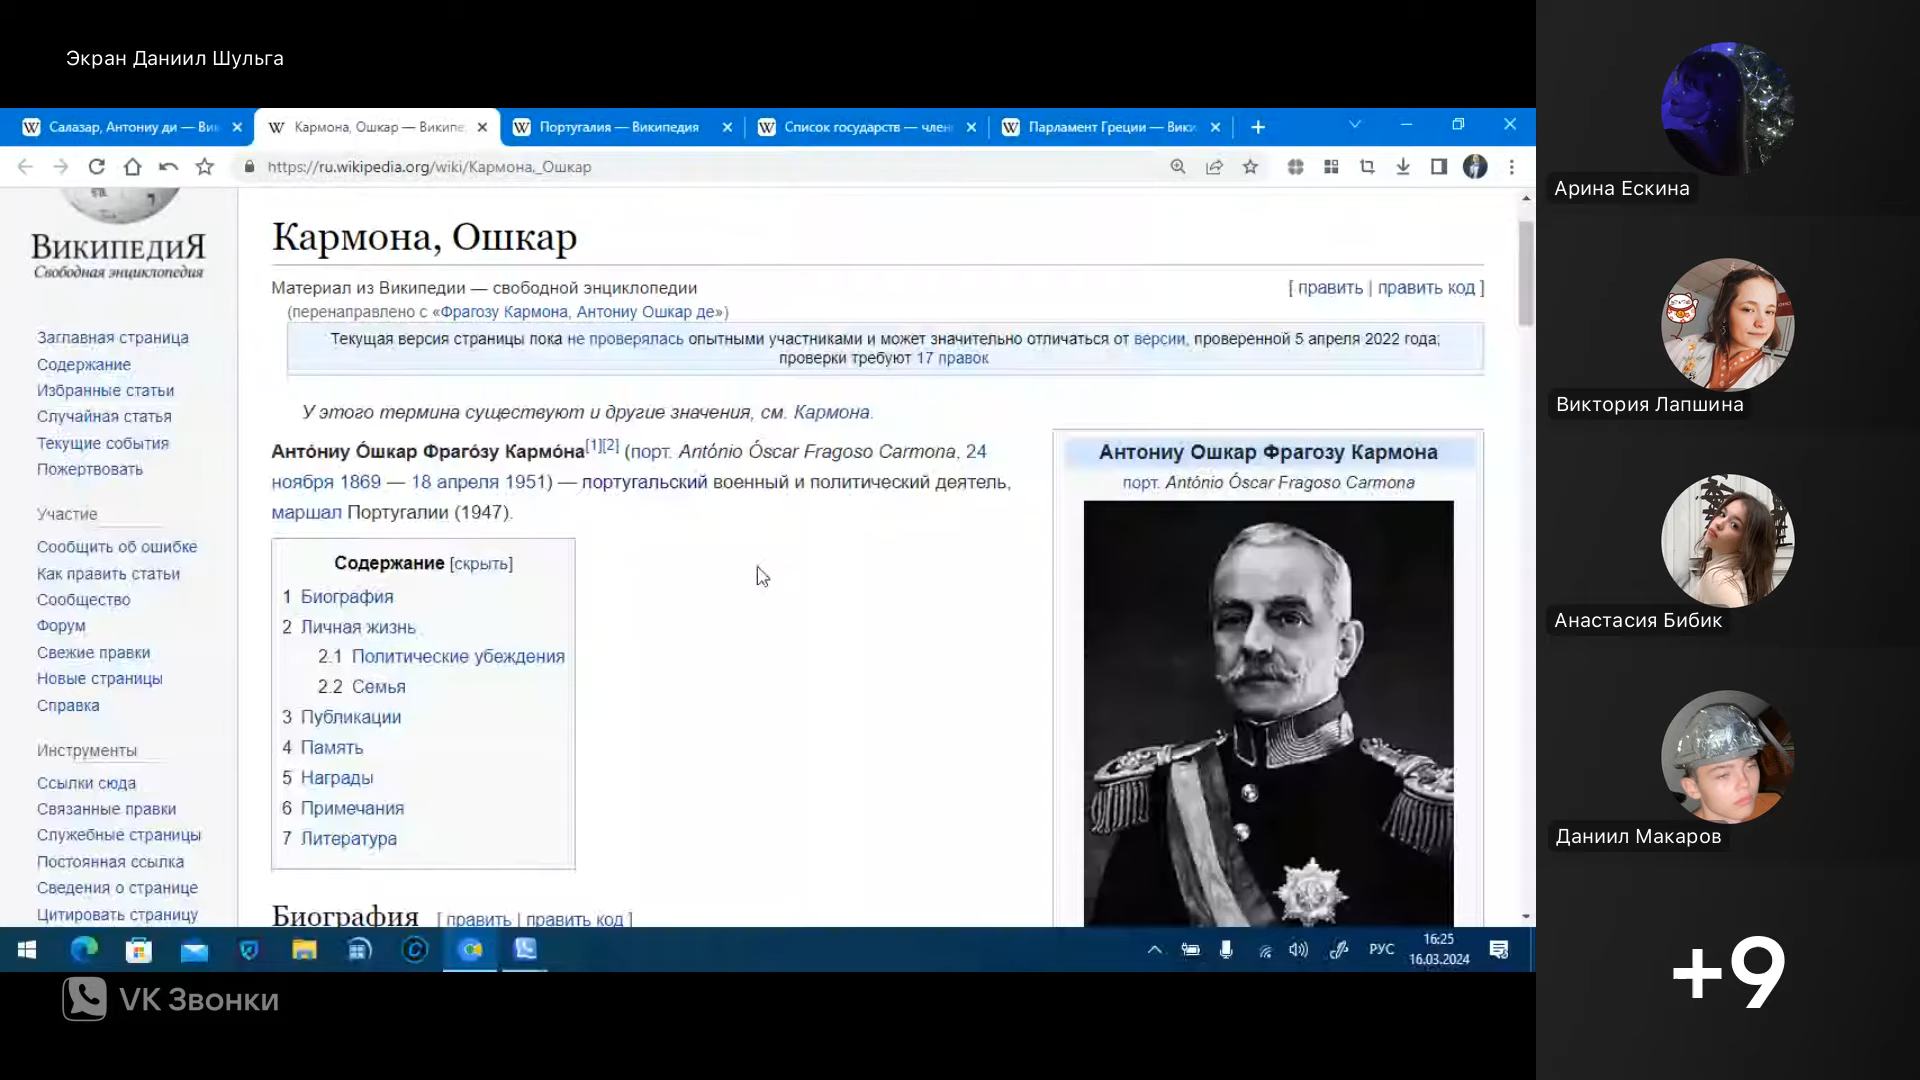 Экран Даниил Шульга
Салазар, Антониу ди — Ви
Кармона, Ошкар — Википе
Португалия — Википедия
Список государств — член
Парламент Греции — Вики
https://ru.wikipedia.org/wiki/Кармона,_Ошкар
ВИКИПЕДИЯ
Свободная энциклопедия
Заглавная страница
Содержание
Избранные статьи
Случайная статья
Текущие события
Пожертвовать
Участие
Сообщить об ошибке
Как править статьи
Сообщество
Форум
Свежие правки
Новые страницы
Справка
Инструменты
Ссылки сюда
Связанные правки
Служебные страницы
Постоянная ссылка
Сведения о странице
Цитировать страницу
Кармона, Ошкар
Материал из Википедии — свободной энциклопедии
[ править | править код ]
(перенаправлено с «Фрагозу Кармона, Антониу Ошкар де»)
Текущая версия страницы пока не проверялась опытными участниками и может значительно отличаться от версии, проверенной 5 апреля 2022 года;
проверки требуют 17 правок
У этого термина существуют и другие значения, см. Кармона.
Анто́ниу О́шкар Фраго́зу Кармо́на[1][2] (порт. António Óscar Fragoso Carmona, 24
ноября 1869 — 18 апреля 1951) — португальский военный и политический деятель,
маршал Португалии (1947).
Содержание [скрыть]
1 Биография
2 Личная жизнь
2.1 Политические убеждения
2.2 Семья
3 Публикации
4 Память
5 Награды
6 Примечания
7 Литература
Биография [ править | править код ]
Антониу Ошкар Фрагозу Кармона
порт. António Óscar Fragoso Carmona
РУС
16:25
16.03.2024
VK Звонки
Арина Ескина
Виктория Лапшина
Анастасия Бибик
Даниил Макаров
+9